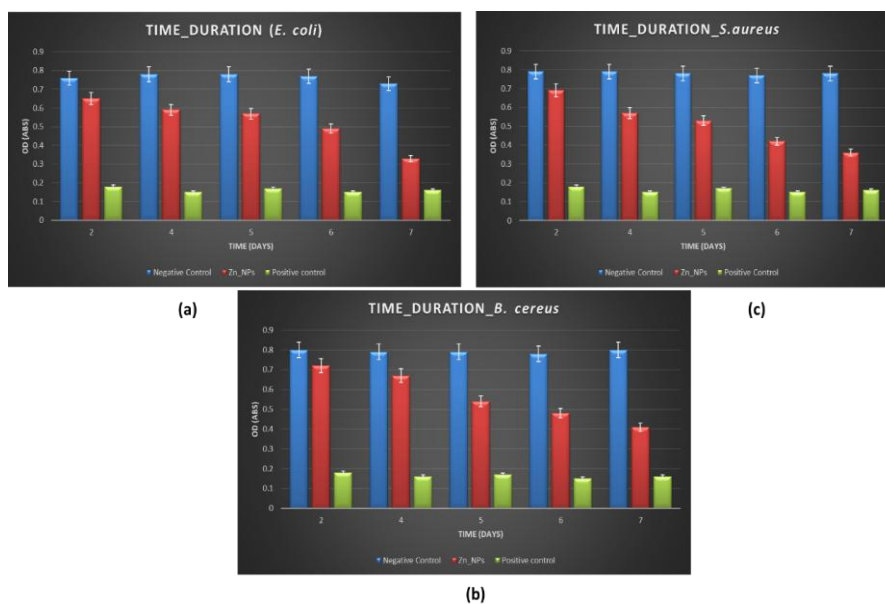 TIME_DURATION (E. coli)
0.9
0.8
0.7
0.6
0.5
0.4
0.3
0.2
0.1
0
OD (ABS)
2 4 5 6 7
TIME (DAYS)
Negative Control Zn_NPs Positive control
(a)
TIME_DURATION_S.aureus
0.9
0.8
0.7
0.6
0.5
0.4
0.3
0.2
0.1
0
OD (ABS)
2 4 5 6 7
TIME (DAYS)
Negative Control Zn_NPs Positive control
(c)
TIME_DURATION_B. cereus
0.9
0.8
0.7
0.6
0.5
0.4
0.3
0.2
0.1
0
OD (ABS)
2 4 5 6 7
TIME (DAYS)
Negative Control Zn_NPs Positive control
(b)